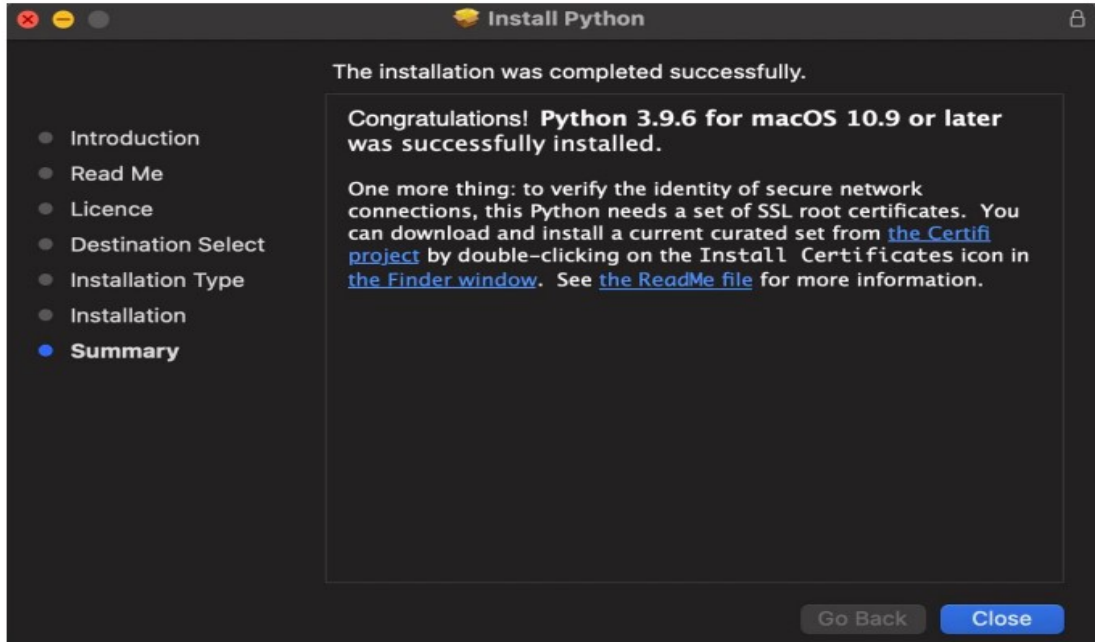 Install Python
The installation was completed successfully.
Introduction
Read Me
Licence
Destination Select
Installation Type
Installation
Summary
Congratulations! Python 3.9.6 for macOS 10.9 or later
was successfully installed.
One more thing: to verify the identity of secure network
connections, this Python needs a set of SSL root certificates. You
can download and install a current curated set from the Certifi
project by double-clicking on the Install Certificates icon in
the Finder window. See the ReadMe file for more information.
Go Back
Close